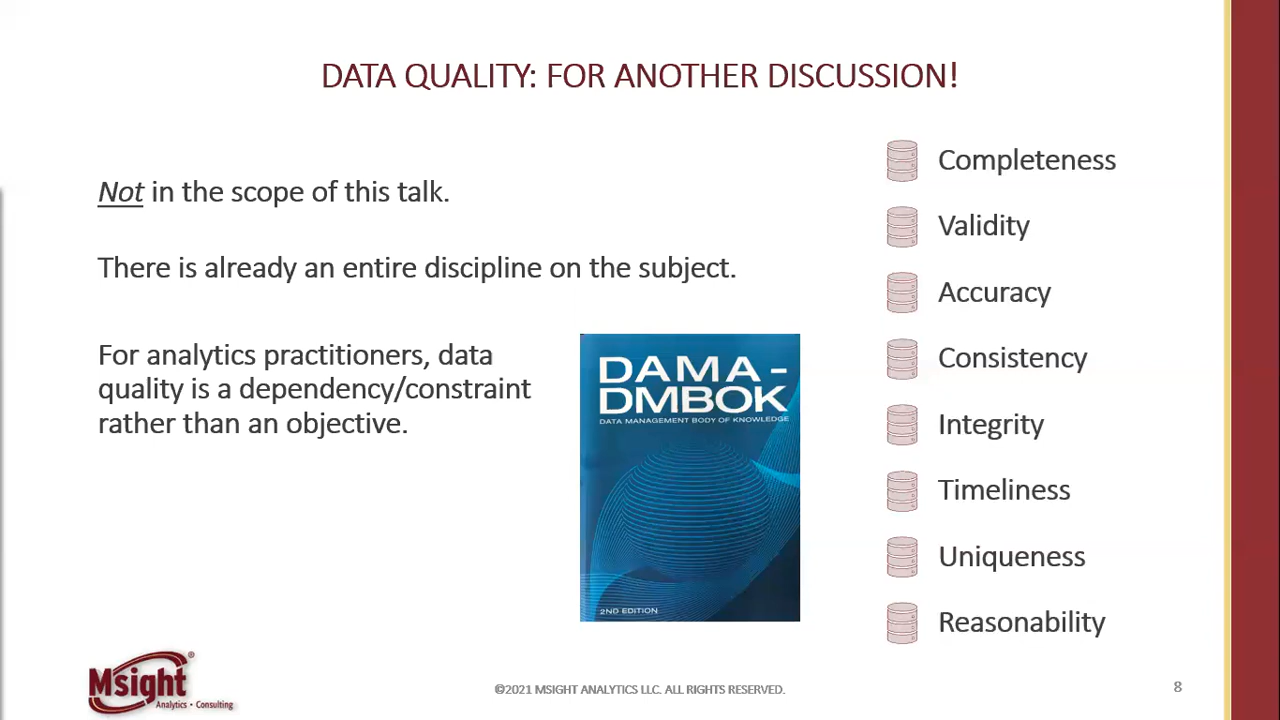 DATA QUALITY: FOR ANOTHER DISCUSSION!
Not in the scope of this talk.
There is already an entire discipline on the subject.
For analytics practitioners, data
quality is a dependency/constraint
rather than an objective.
DAMA-
DMBOK
DATA MANAGEMENT BODY OF KNOWLEDGE
2ND EDITION
Completeness
Validity
Accuracy
Consistency
Integrity
Timeliness
Uniqueness
Reasonability
Msight®
Analytics • Consulting
©2021 MSIGHT ANALYTICS LLC. ALL RIGHTS RESERVED.
8